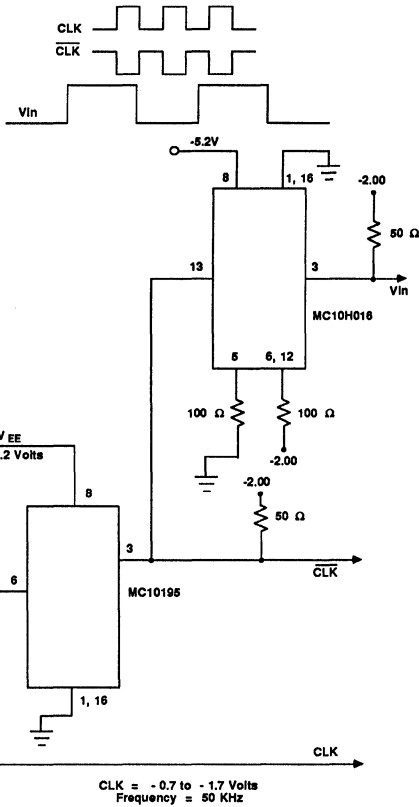 CLK
CLK
Vin
-5.2V
8
1, 16
-2.00
50 Ω
13
3
Vin
MC10H016
5
6, 12
100 Ω
100 Ω
-2.00
-2.00
VEE
.2 Volts
50 Ω
8
3
CLK
6
MC10195
1, 16
CLK
CLK = - 0.7 to - 1.7 Volts
Frequency = 50 KHz